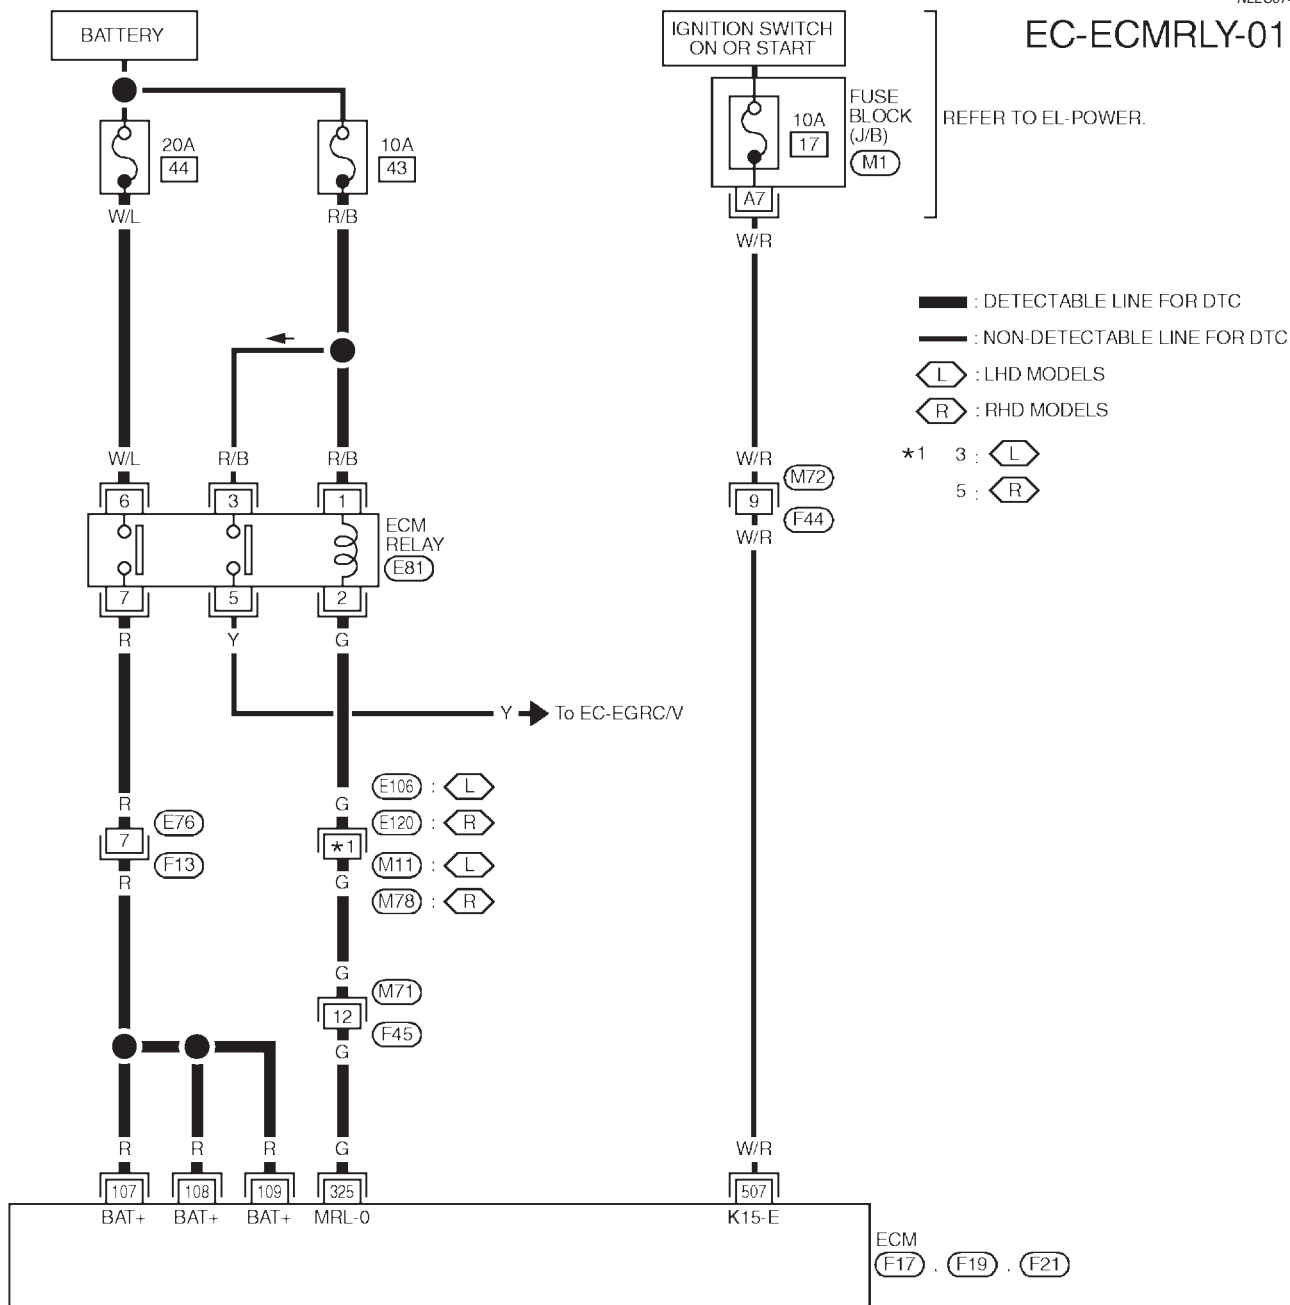 EC-ECMRLY-01
BATTERY
IGNITION SWITCH
ON OR START
20A
44
10A
43
10A
17
FUSE
BLOCK
(J/B)
M1
REFER TO EL-POWER.
A7
W/L
R/B
W/R
: DETECTABLE LINE FOR DTC
: NON-DETECTABLE LINE FOR DTC
L : LHD MODELS
R : RHD MODELS
*1 3 : L
5 : R
W/L
R/B
R/B
W/R
6
3
1
9
M72
F44
W/R
ECM
RELAY
E81
7
5
2
R
Y
G
Y
To EC-EGRC/V
R
7
E76
F13
R
G
*1
G
E106 : L
E120 : R
M11 : L
M78 : R
G
12
M71
F45
G
R
R
R
G
W/R
107
108
109
325
507
BAT+
BAT+
BAT+
MRL-0
K15-E
ECM
F17 , F19 , F21